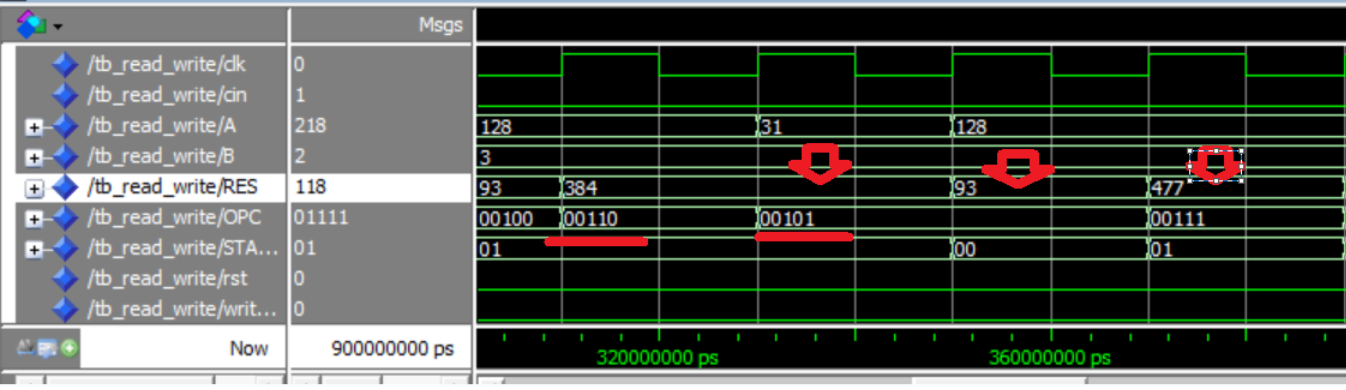 Msgs
/tb_read_write/clk 0
/tb_read_write/cin 1
/tb_read_write/A 218 128 31 128
/tb_read_write/B 2 3
/tb_read_write/RES 118 93 384 93 477
/tb_read_write/OPC 01111 00100 00110 00101 00111
/tb_read_write/STA... 01 01 00 01
/tb_read_write/rst 0
/tb_read_write/writ... 0
Now 900000000 ps 320000000 ps 360000000 ps